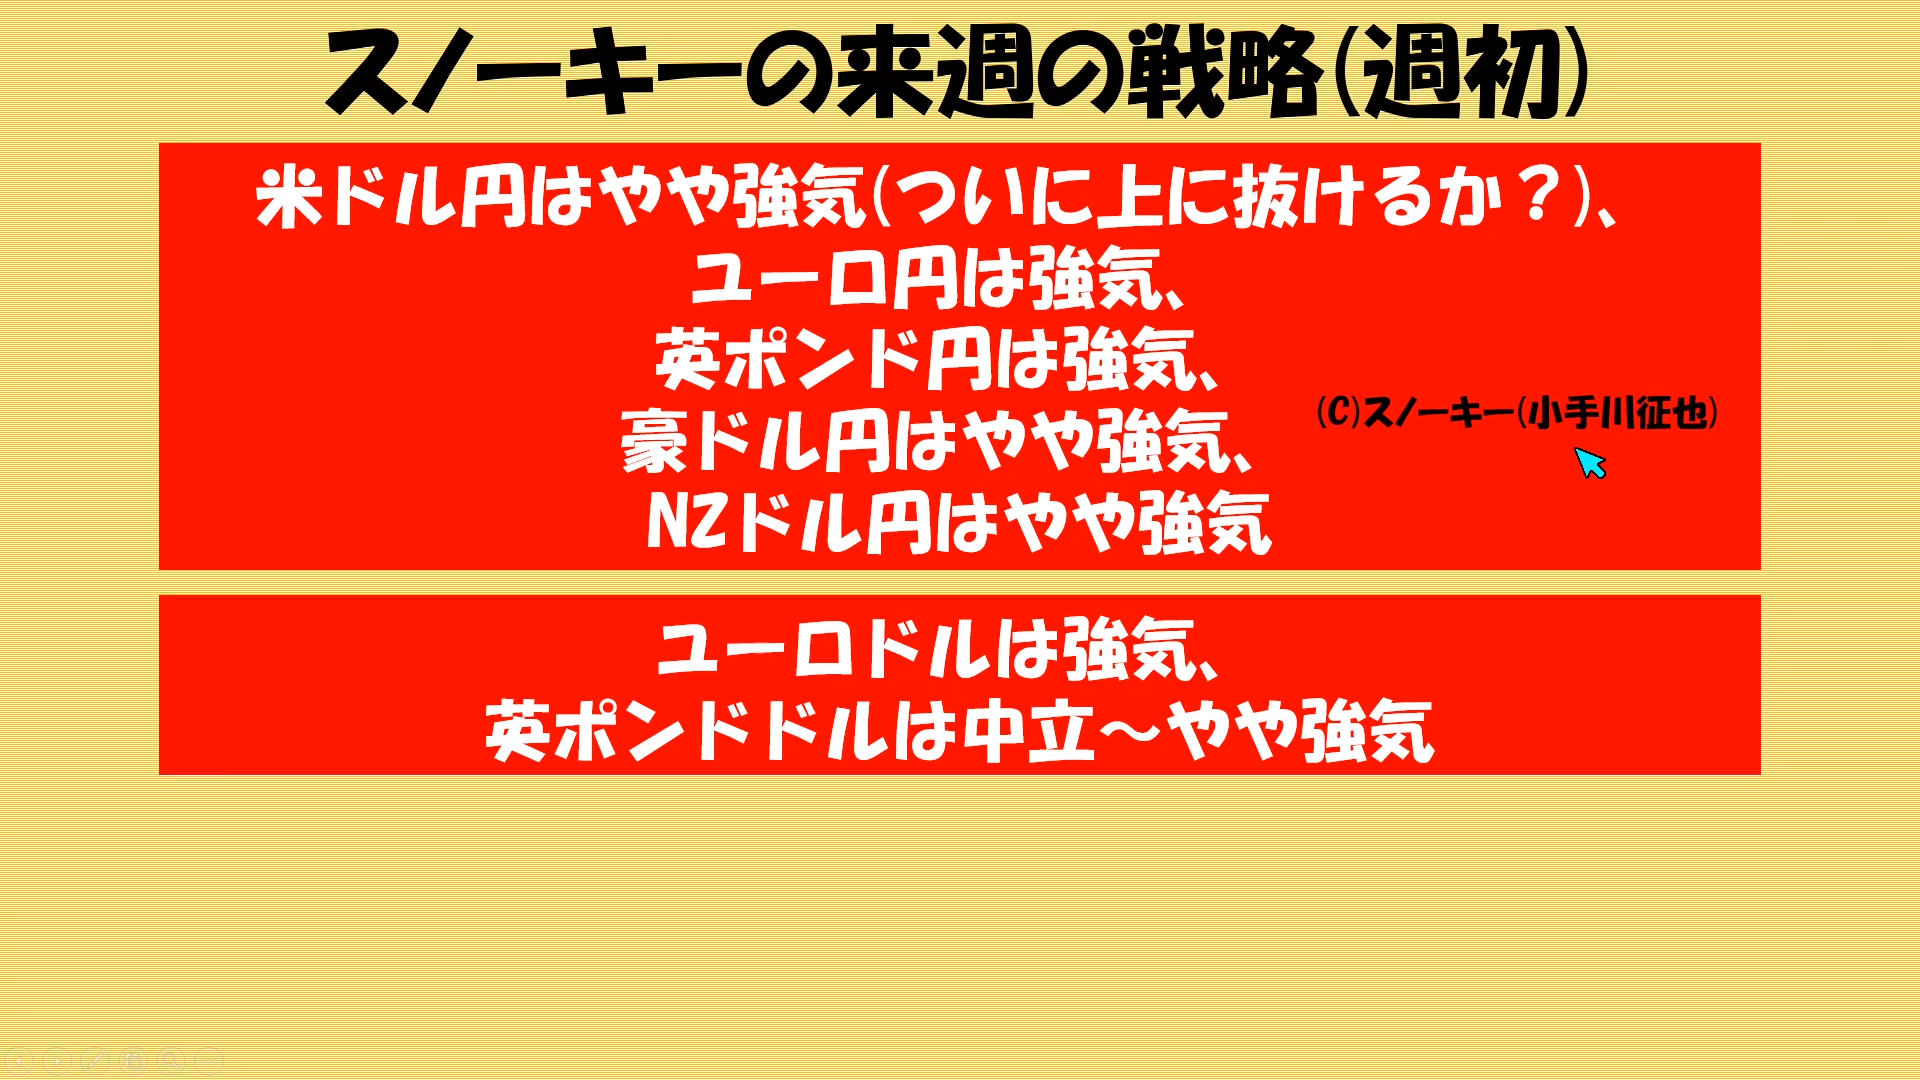 スノーキーの来週の戦略(週初)
米ドル円はやや強気(ついに上に抜けるか？)、
ユーロ円は強気、
英ポンド円は強気、
豪ドル円はやや強気、
(C)スノーキー(小手川征也)
NZドル円はやや強気
ユーロドルは強気、
英ポンドドルは中立～やや強気